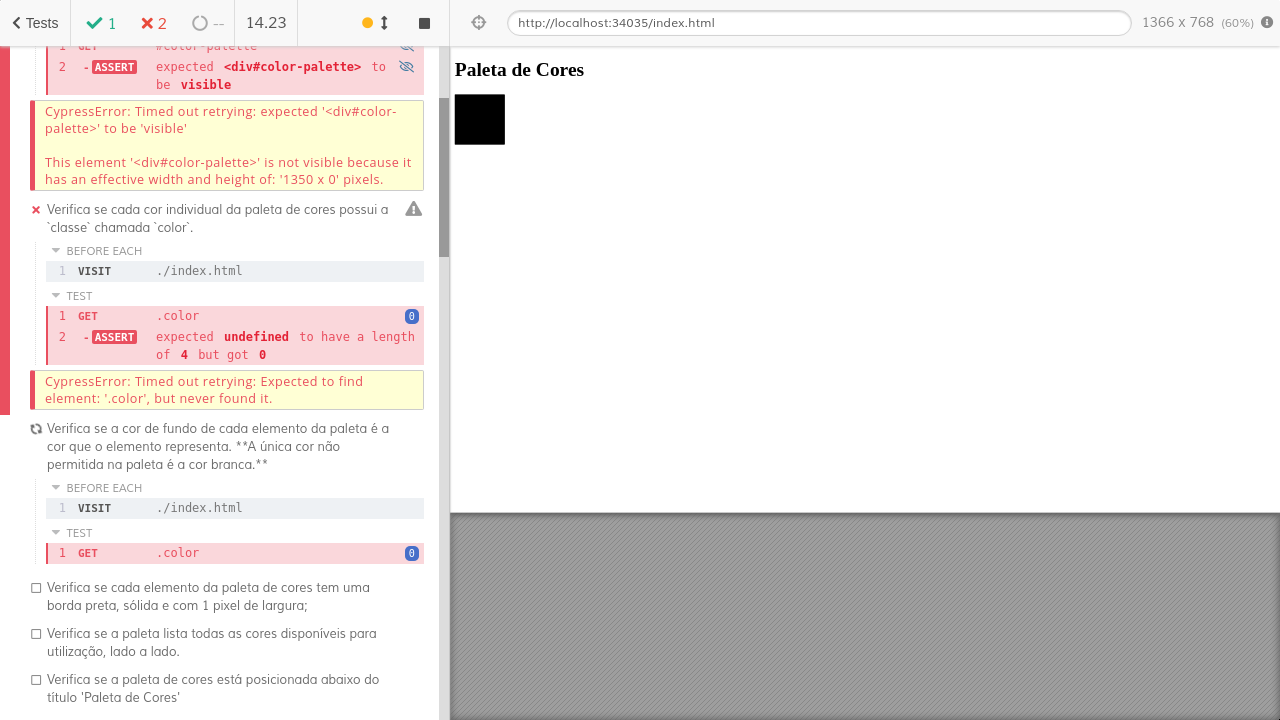 Tests
1
2
--
14.23
http://localhost:34035/index.html
1366 x 768 (60%)
1 GET #color-palette
2 - ASSERT expected <div#color-palette> to
be visible
CypressError: Timed out retrying: expected '<div#color-
palette>' to be 'visible'
This element '<div#color-palette>' is not visible because it
has an effective width and height of: '1350 x 0' pixels.
Verifica se cada cor individual da paleta de cores possui a
`classe` chamada `color`.
BEFORE EACH
1 VISIT ./index.html
TEST
1 GET .color 0
2 - ASSERT expected undefined to have a length
of 4 but got 0
CypressError: Timed out retrying: Expected to find
element: '.color', but never found it.
Verifica se a cor de fundo de cada elemento da paleta é a
cor que o elemento representa. **A única cor não
permitida na paleta é a cor branca.**
BEFORE EACH
1 VISIT ./index.html
TEST
1 GET .color 0
Verifica se cada elemento da paleta de cores tem uma
borda preta, sólida e com 1 pixel de largura;
Verifica se a paleta lista todas as cores disponíveis para
utilização, lado a lado.
Verifica se a paleta de cores está posicionada abaixo do
título 'Paleta de Cores'
Paleta de Cores